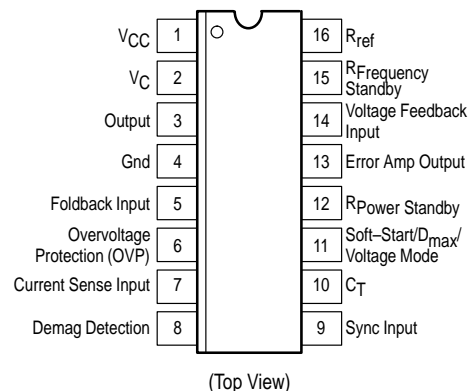 VCC 1
VC 2
Output 3
Gnd 4
Foldback Input 5
Overvoltage
Protection (OVP) 6
Current Sense Input 7
Demag Detection 8
16 Rref
15 RFrequency
Standby
14 Voltage Feedback
Input
13 Error Amp Output
12 RPower Standby
11 Soft–Start/Dmax/
Voltage Mode
10 CT
9 Sync Input
(Top View)